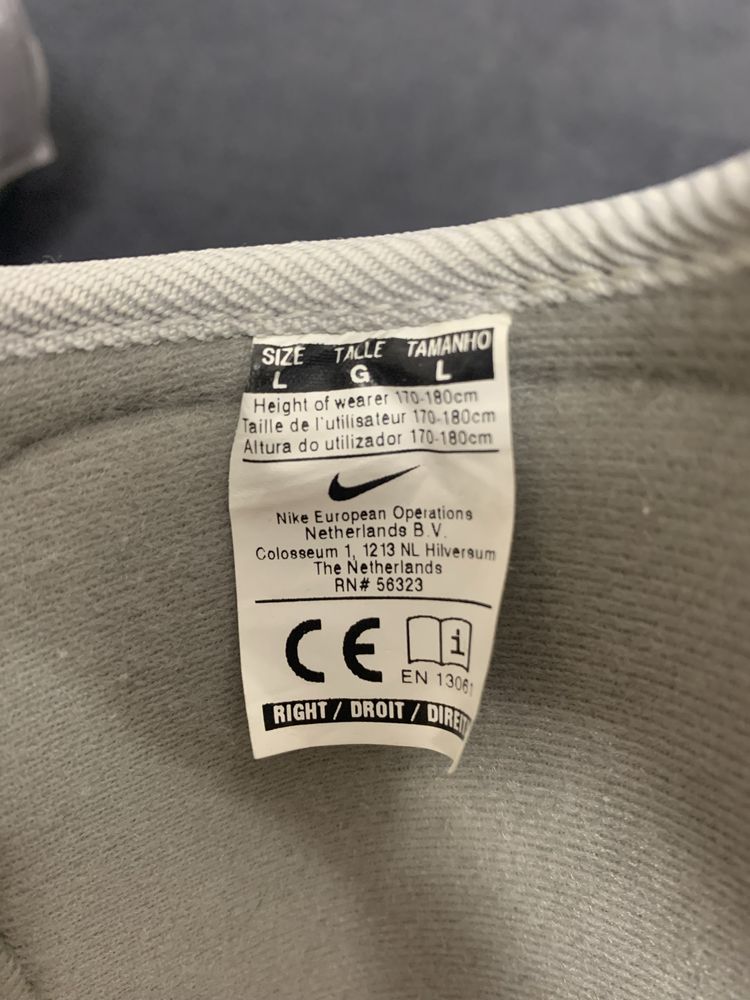 SIZE TALLE TAMANHO
L G L
Height of wearer 170-180cm
Taille de l'utilisateur 170-180cm
Altura do utilizador 170-180cm
Nike European Operations
Netherlands B.V.
Colosseum 1, 1213 NL Hilversum
The Netherlands
RN# 56323
CE i
EN 13061
RIGHT / DROIT /